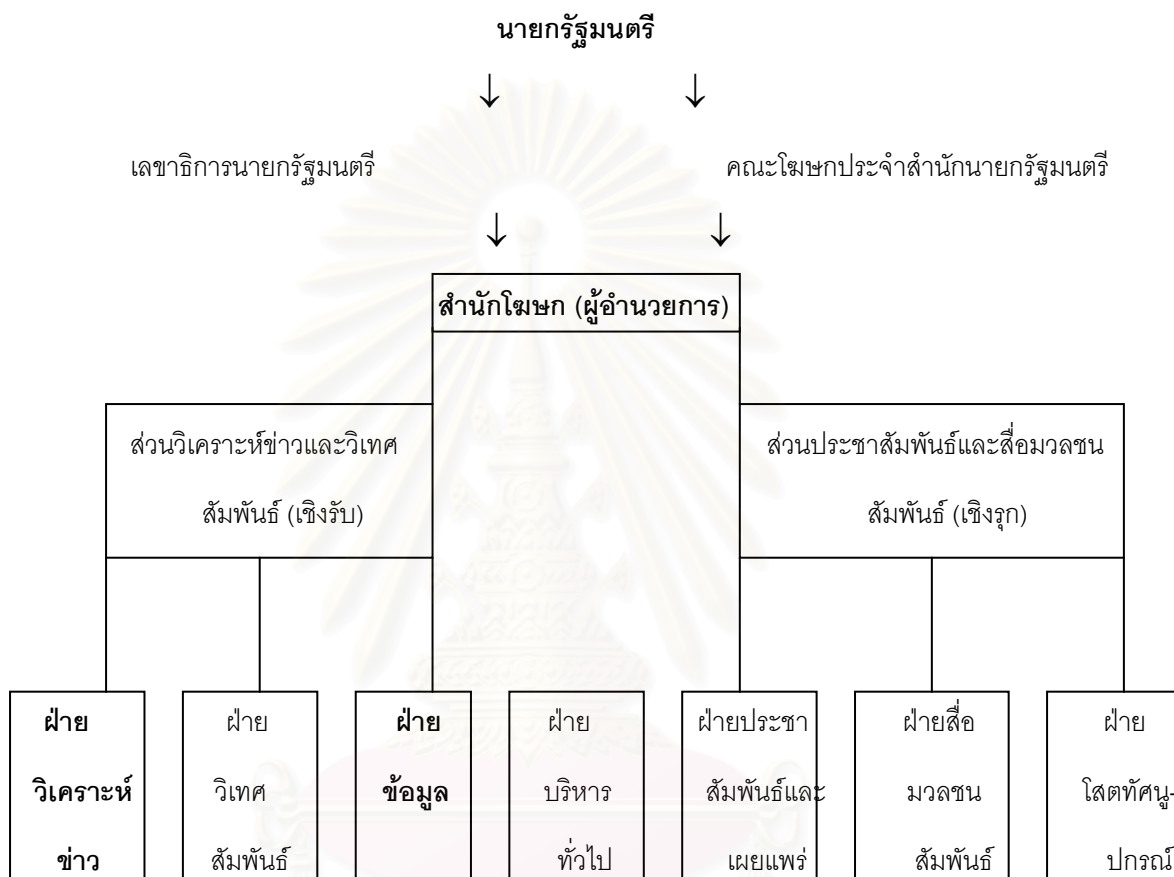 นายกรัฐมนตรี
↓ ↓
เลขาธิการนายกรัฐมนตรี คณะโฆษกประจำสำนักนายกรัฐมนตรี
↓ ↓
สำนักโฆษก (ผู้อำนวยการ)
ส่วนวิเคราะห์ข่าวและวิเทศ
สัมพันธ์ (เชิงรับ)
ส่วนประชาสัมพันธ์และสื่อมวลชน
สัมพันธ์ (เชิงรุก)
ฝ่าย
วิเคราะห์
ข่าว
ฝ่าย
วิเทศ
สัมพันธ์
ฝ่าย
ข้อมูล
ฝ่าย
บริหาร
ทั่วไป
ฝ่ายประชา
สัมพันธ์และ
เผยแพร่
ฝ่ายสื่อ
มวลชน
สัมพันธ์
ฝ่าย
โสตทัศนู-
ปกรณ์